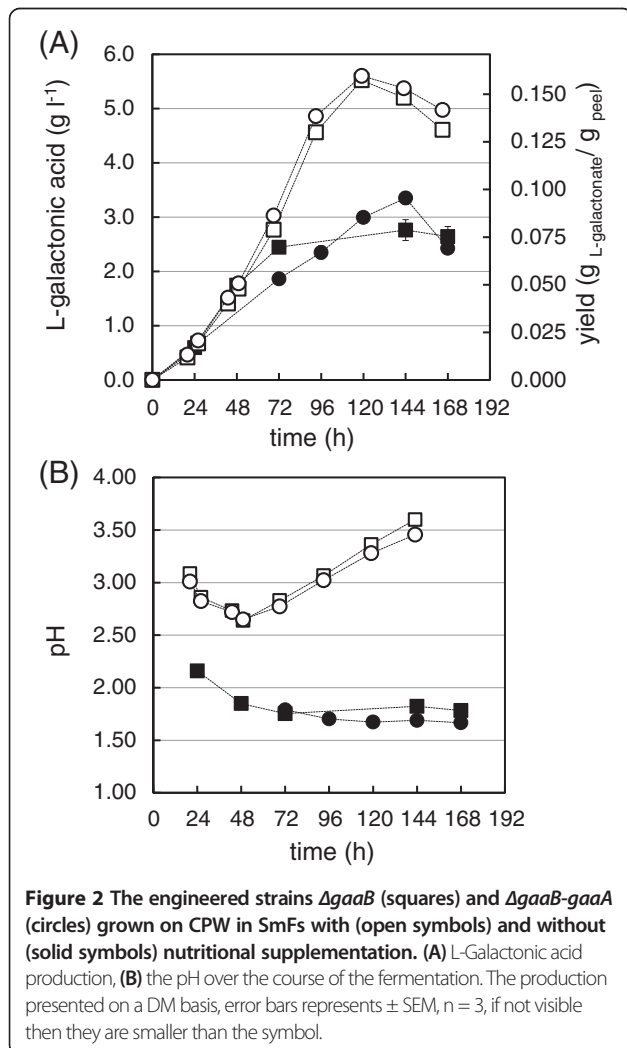 (A)
6.0
5.0
4.0
3.0
2.0
1.0
0.0
L-galactonic acid (g l⁻¹)
0.150
0.125
0.100
0.075
0.050
0.025
0.000
yield (g L-galactonate/ g peel)
0 24 48 72 96 120 144 168 192
time (h)
(B)
4.00
3.50
3.00
2.50
2.00
1.50
1.00
pH
0 24 48 72 96 120 144 168 192
time (h)
Figure 2 The engineered strains ΔgaaB (squares) and ΔgaaB-gaaA
(circles) grown on CPW in SmFs with (open symbols) and without
(solid symbols) nutritional supplementation. (A) L-Galactonic acid
production, (B) the pH over the course of the fermentation. The production
presented on a DM basis, error bars represents ± SEM, n = 3, if not visible
then they are smaller than the symbol.